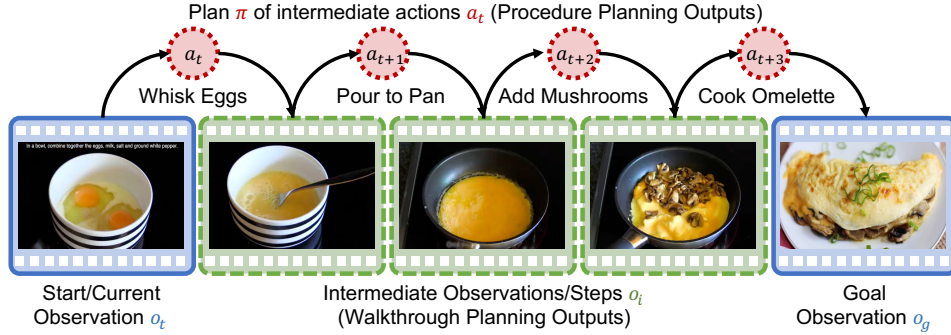 Plan π of intermediate actions a_t (Procedure Planning Outputs)
a_t
a_{t+1}
a_{t+2}
a_{t+3}
Whisk Eggs
Pour to Pan
Add Mushrooms
Cook Omelette
In a bowl, combine together the eggs, milk, salt and ground white pepper.
Start/Current
Observation o_t
Intermediate Observations/Steps o_i
(Walkthrough Planning Outputs)
Goal
Observation o_g